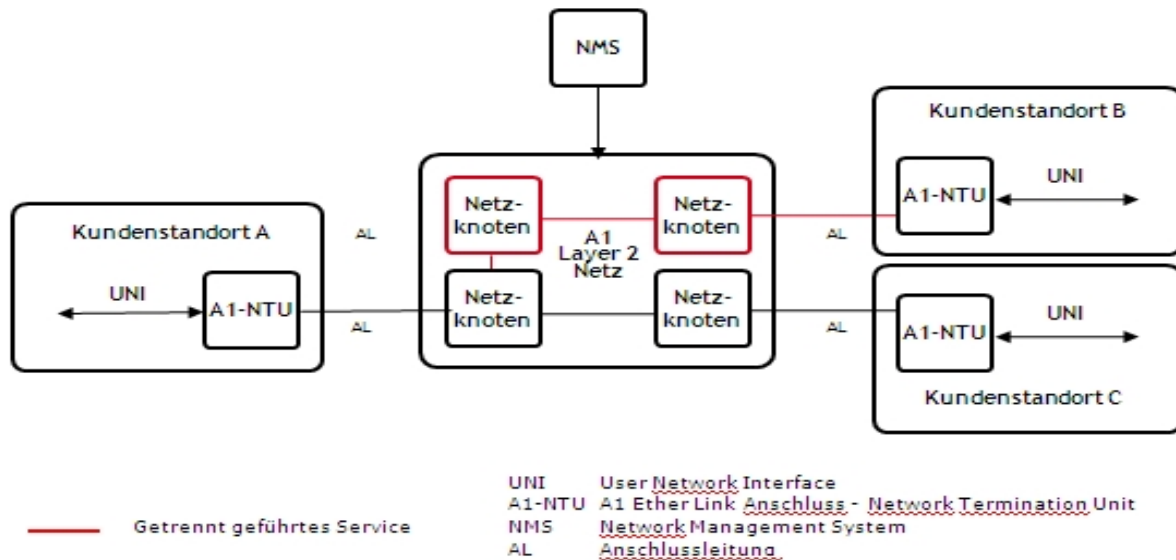 NMS
Kundenstandort B
A1-NTU
UNI
Netz-
knoten
Netz-
knoten
AL
A1
Layer 2
Netz
Kundenstandort A
AL
UNI
A1-NTU
AL
Netz-
knoten
Netz-
knoten
AL
A1-NTU
UNI
Kundenstandort C
Getrennt geführtes Service
UNI User Network Interface
A1-NTU A1 Ether Link Anschluss - Network Termination Unit
NMS Network Management System
AL Anschlussleitung